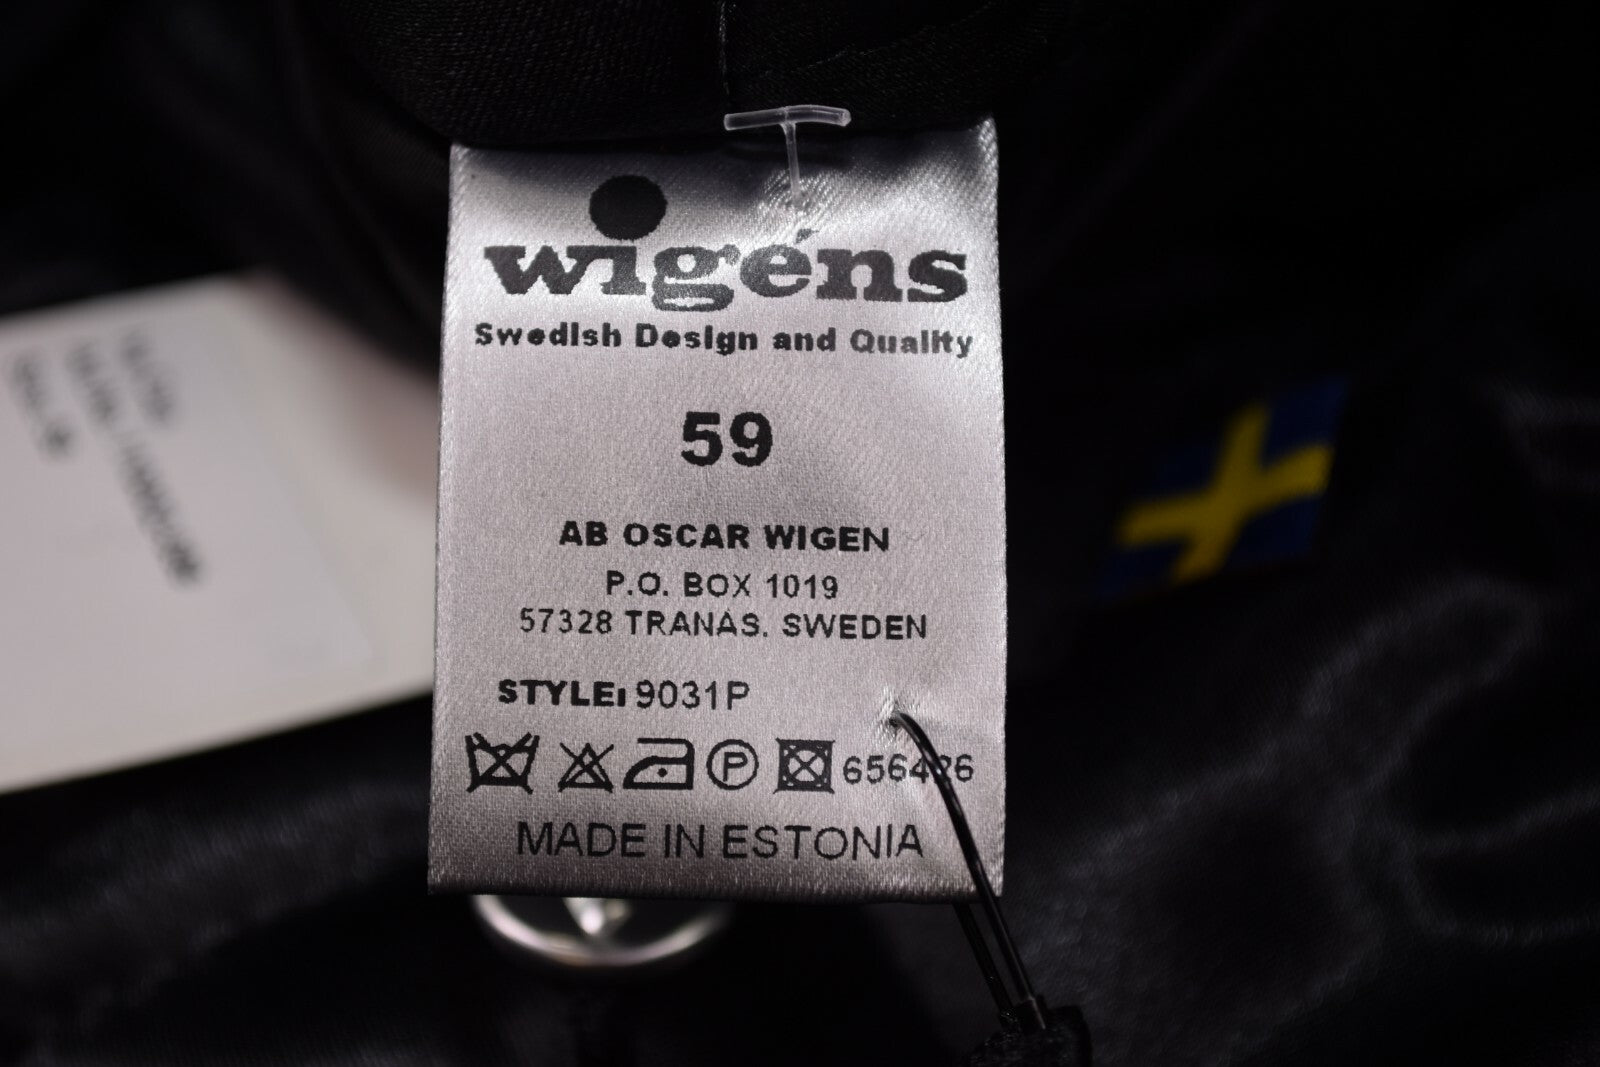 wigéns
Swedish Design and Quality
59
AB OSCAR WIGEN
P.O. BOX 1019
57328 TRANAS. SWEDEN
STYLE: 9031P
P
MADE IN ESTONIA